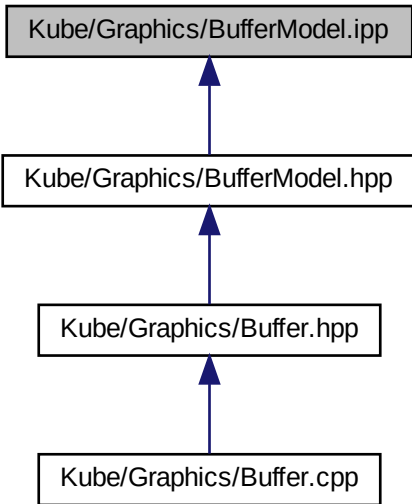 Kube/Graphics/BufferModel.ipp
Kube/Graphics/BufferModel.hpp
Kube/Graphics/Buffer.hpp
Kube/Graphics/Buffer.cpp